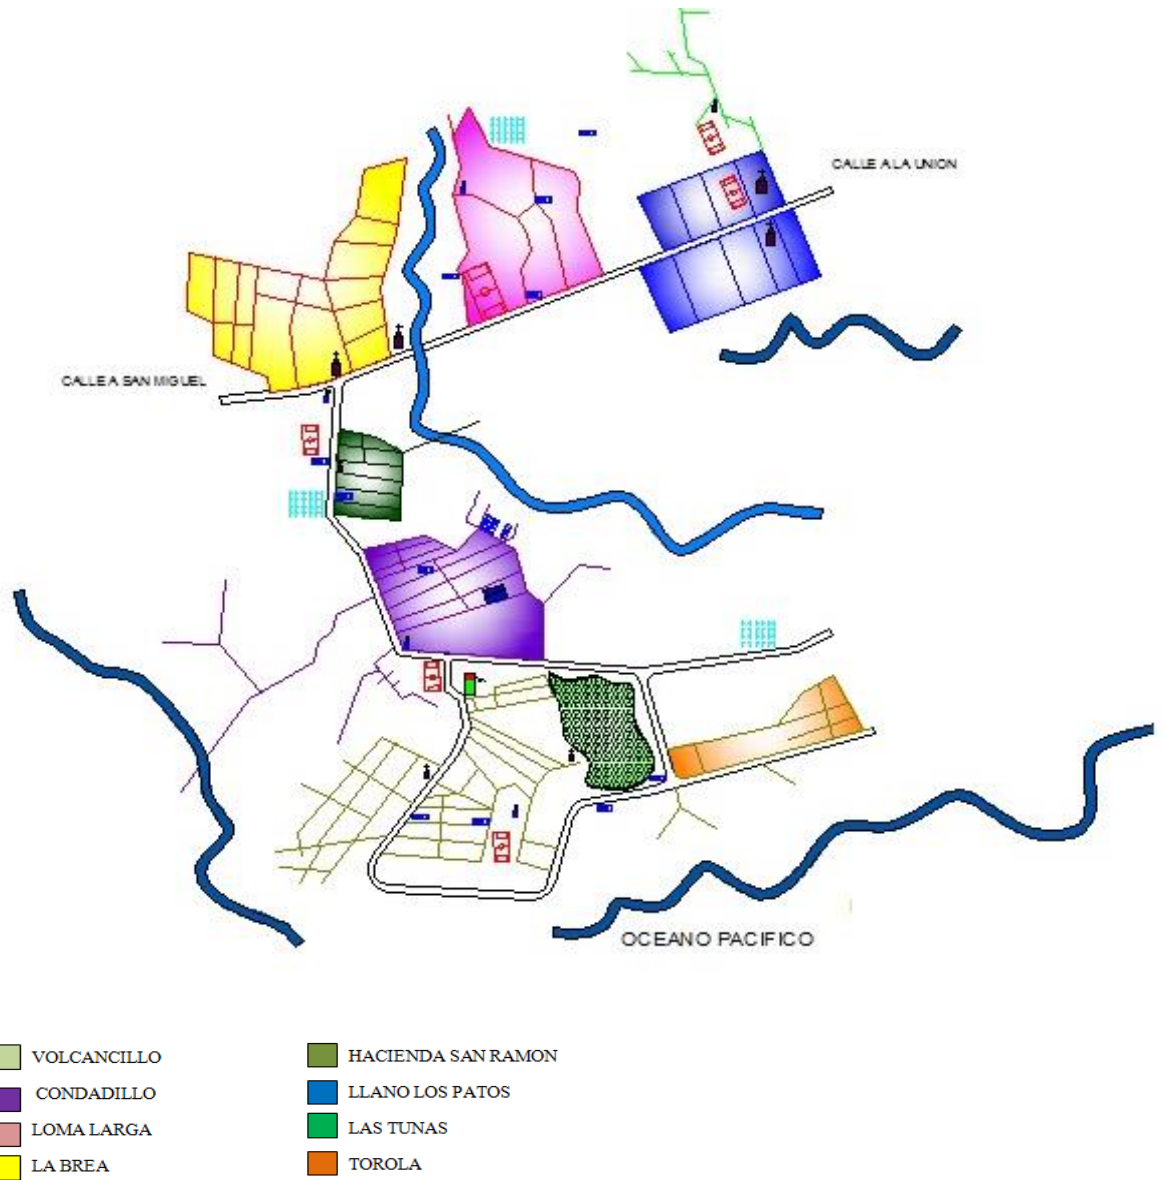 CALLE A LA UNION
CALLE A SAN MIGUEL
OCEANO PACIFICO
VOLCANCILLO
CONDADILLO
LOMA LARGA
LA BREA
HACIENDA SAN RAMON
LLANO LOS PATOS
LAS TUNAS
TOROLA